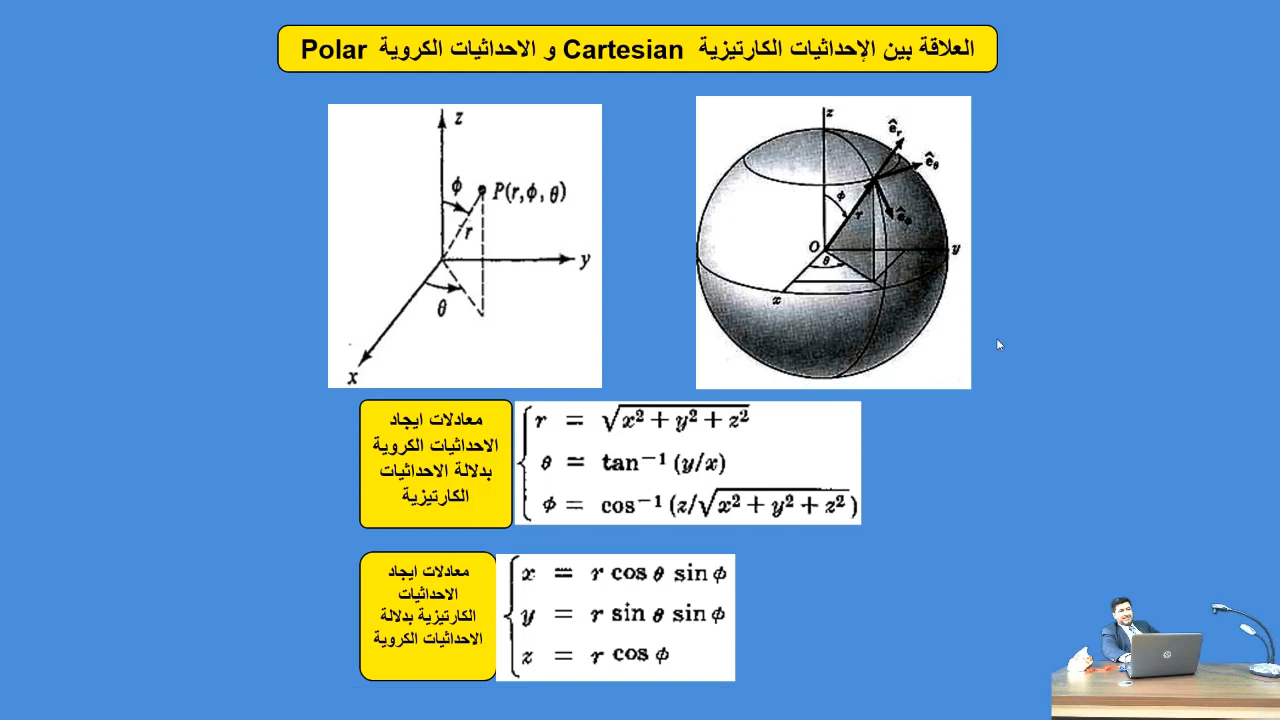 العلاقة بين الإحداثيات الكارتيزية Cartesian و الاحداثيات الكروية Polar
z
ϕ
P(r,ϕ,θ)
r
y
θ
x
z
ê_r
ê_θ
ϕ
r
O
θ
y
x
معادلات ايجاد
الاحداثيات الكروية
بدلالة الاحداثيات
الكارتيزية
r = √x² + y² + z²
θ = tan⁻¹ (y/x)
ϕ = cos⁻¹ (z/√x² + y² + z²)
معادلات ايجاد
الاحداثيات
الكارتيزية بدلالة
الاحداثيات الكروية
x = r cos θ sin ϕ
y = r sin θ sin ϕ
z = r cos ϕ